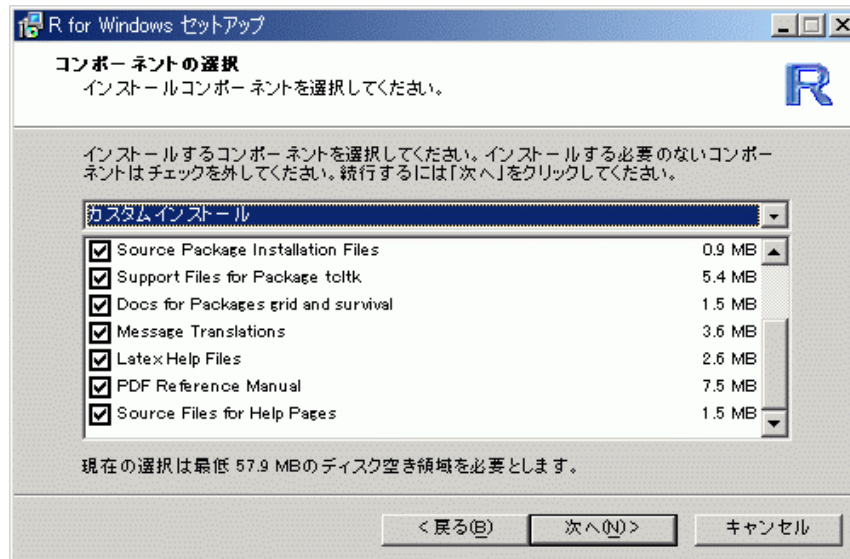 R for Windows セットアップ
コンポーネントの選択
インストールコンポーネントを選択してください。
R
インストールするコンポーネントを選択してください。インストールする必要のないコンポー
ネントはチェックを外してください。続行するには「次へ」をクリックしてください。
カスタムインストール
Source Package Installation Files 0.9 MB
Support Files for Package tcltk 5.4 MB
Docs for Packages grid and survival 1.5 MB
Message Translations 3.6 MB
Latex Help Files 2.6 MB
PDF Reference Manual 7.5 MB
Source Files for Help Pages 1.5 MB
現在の選択は最低 57.9 MBのディスク空き領域を必要とします。
<戻る(B) 次へ(N)> キャンセル